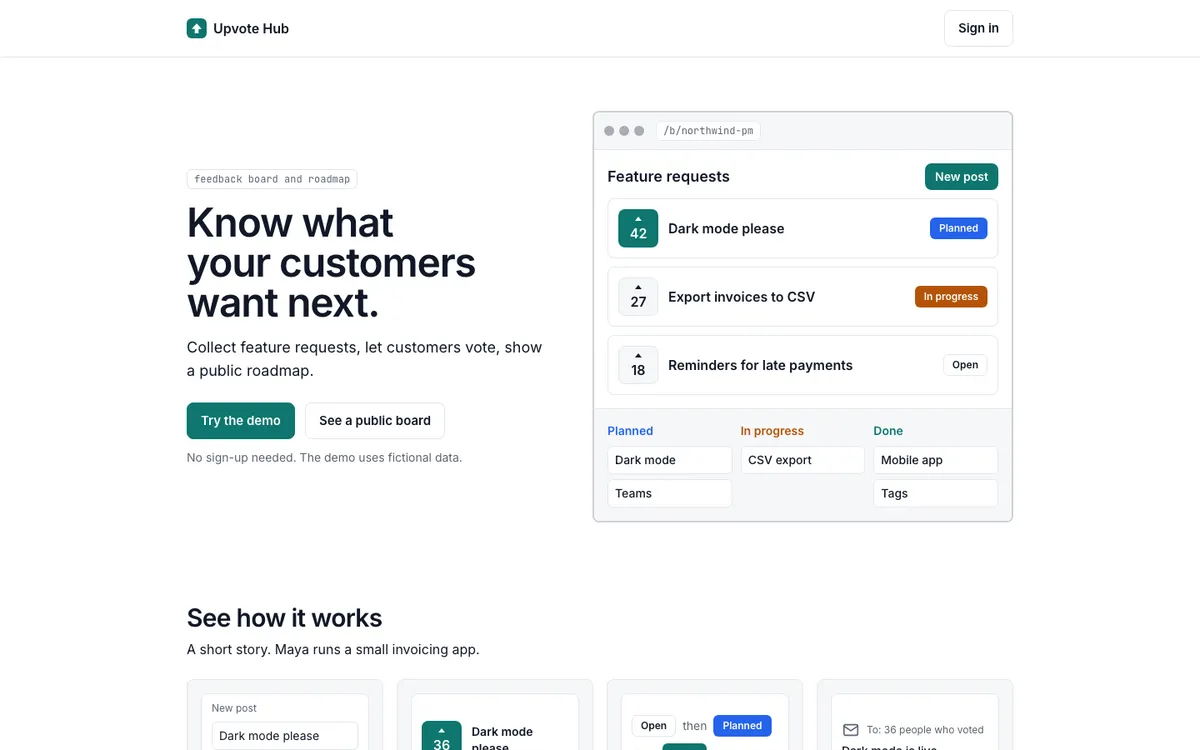 Upvote Hub
Sign in
feedback board and roadmap
Know what
your customers
want next.
Collect feature requests, let customers vote, show
a public roadmap.
Try the demo
See a public board
No sign-up needed. The demo uses fictional data.
/b/northwind-pm
Feature requests
New post
42
Dark mode please
Planned
27
Export invoices to CSV
In progress
18
Reminders for late payments
Open
Planned
In progress
Done
Dark mode
CSV export
Mobile app
Teams
Tags
See how it works
A short story. Maya runs a small invoicing app.
New post
Dark mode please
36
Dark mode
please
Open
then
Planned
To: 36 people who voted
Dark mode is live